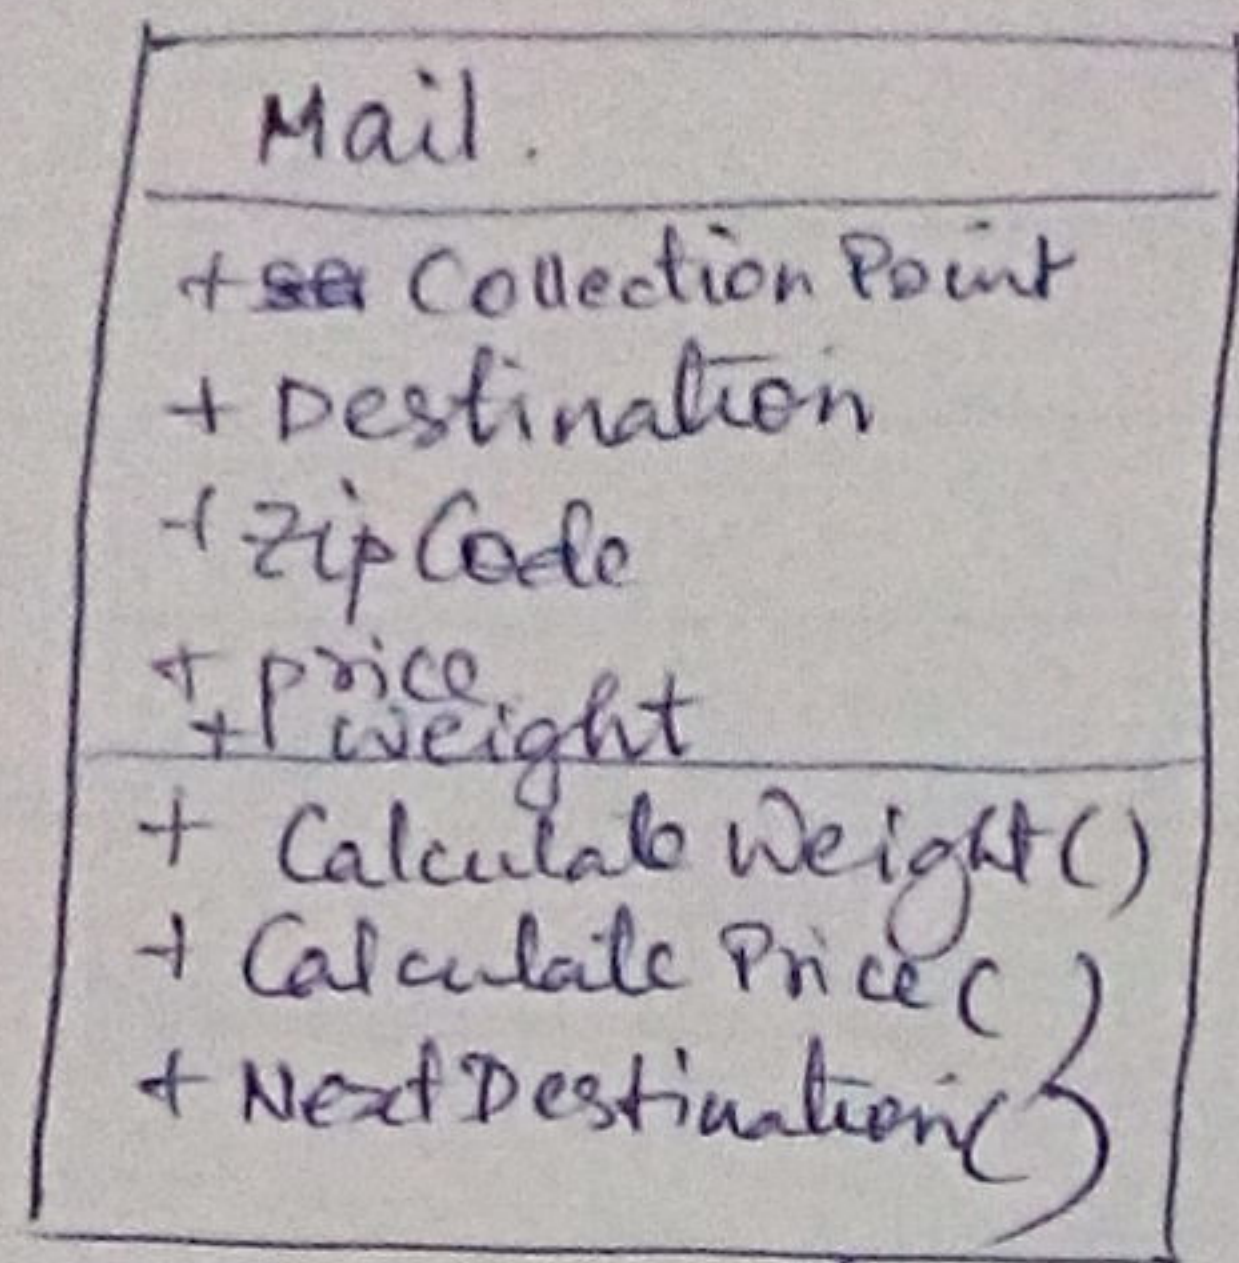 Mail.
+ Collection Point
+ Destination
+ Zip Code
+ price
+ weight
+ Calculate Weight()
+ Calculate Price()
+ Next Destination()